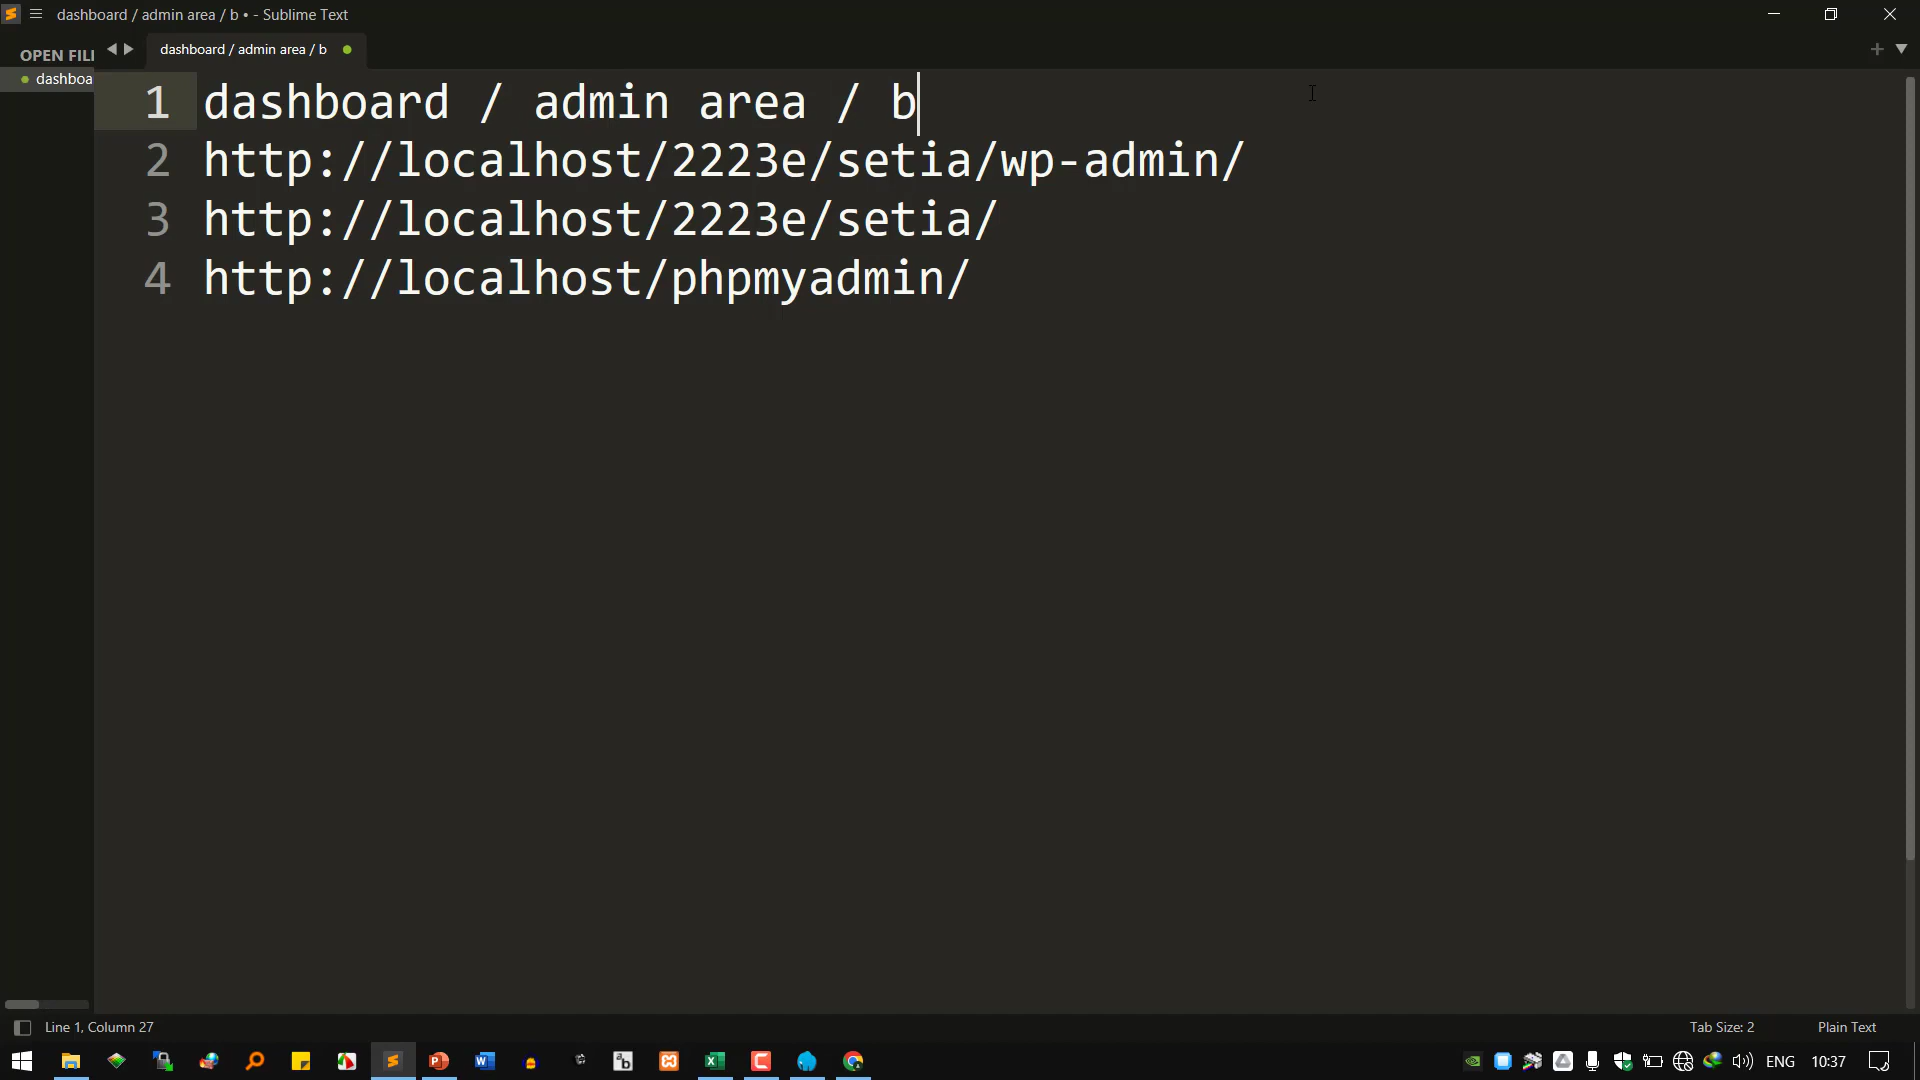 dashboard / admin area / b • - Sublime Text
OPEN FIL
dashboard / admin area / b
dashboa
1 dashboard / admin area / b
2 http://localhost/2223e/setia/wp-admin/
3 http://localhost/2223e/setia/
4 http://localhost/phpmyadmin/
Line 1, Column 27
Tab Size: 2
Plain Text
ENG
10:37